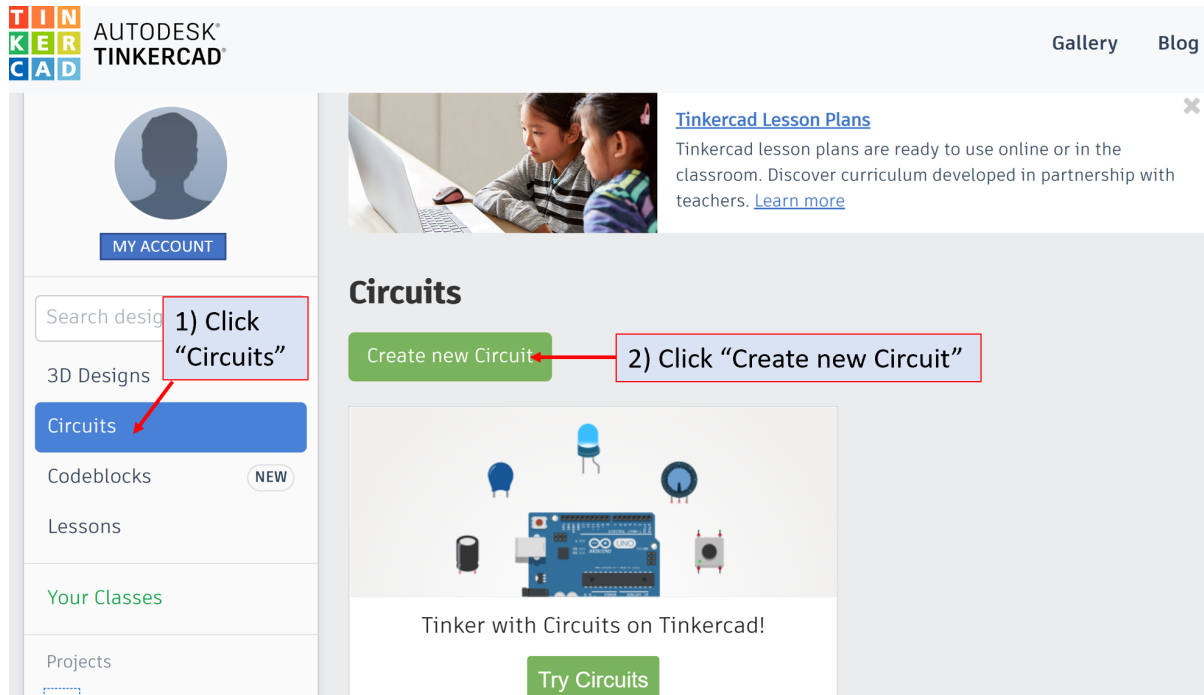 TIN
KER
CAD
AUTODESK®
TINKERCAD®
Gallery Blog
MY ACCOUNT
Search desig
3D Designs
Circuits
Codeblocks NEW
Lessons
Your Classes
Projects
1) Click
“Circuits”
Tinkercad Lesson Plans
Tinkercad lesson plans are ready to use online or in the
classroom. Discover curriculum developed in partnership with
teachers. Learn more
Circuits
Create new Circuit
2) Click “Create new Circuit”
UNO
ARDUINO
Tinker with Circuits on Tinkercad!
Try Circuits